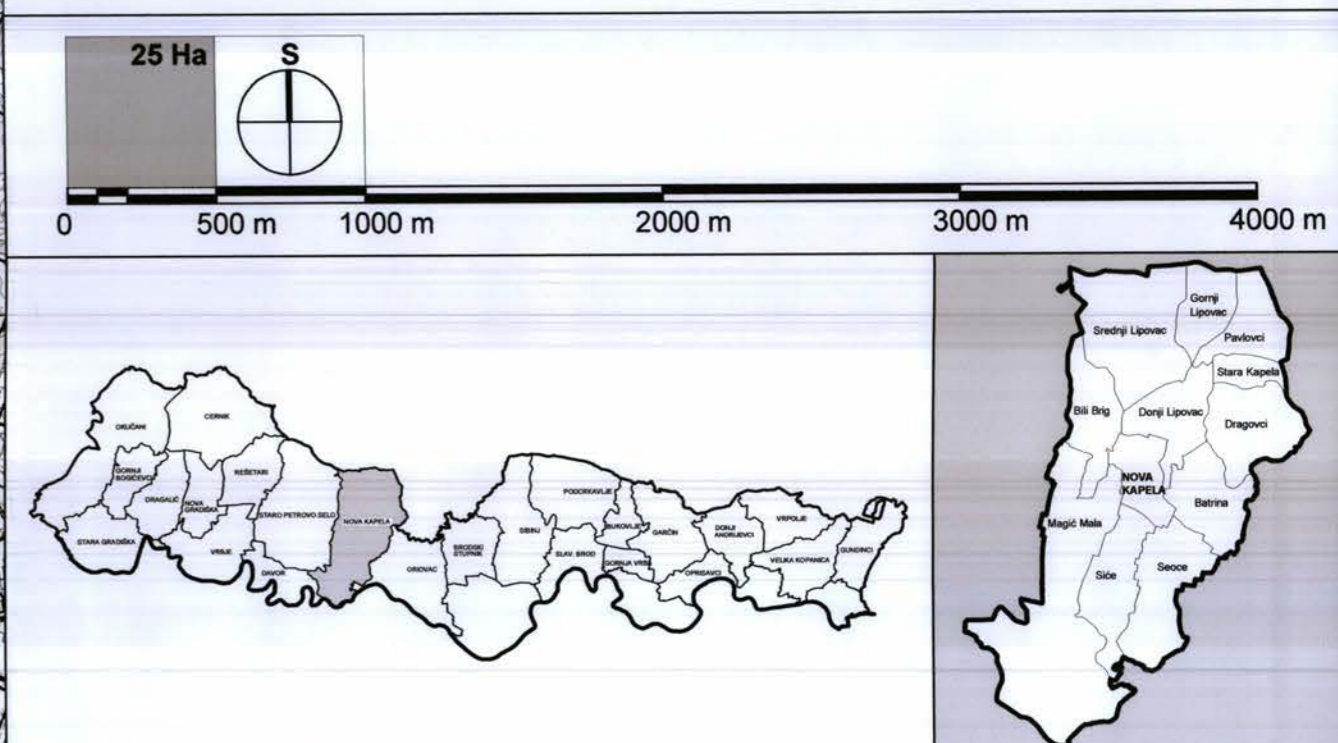 25 Ha
S
0
500 m
1000 m
2000 m
3000 m
4000 m
OKUČANI
CERNIK
GORNJI
BOGIĆEVCI
REŠETARI
DRAGALIĆ
NOVA
GRADIŠKA
STARO PETROVO SELO
NOVA KAPELA
STARA GRADIŠKA
VRBJE
DAVOR
ORIOVAC
BRODSKI
STUPNIK
SIBINJ
PODCRKAVLJE
BUKOVLJE
GARČIN
DONJI
ANDRIJEVCI
VRPOLJE
SLAV. BROD
GORNJA VRBA
OPRISAVCI
VELIKA KOPANICA
GUNDINCI
Gornji
Lipovac
Srednji Lipovac
Pavlovci
Stara Kapela
Bili Brig
Donji Lipovac
Dragovci
NOVA
KAPELA
Batrina
Magić Mala
Siče
Seoce